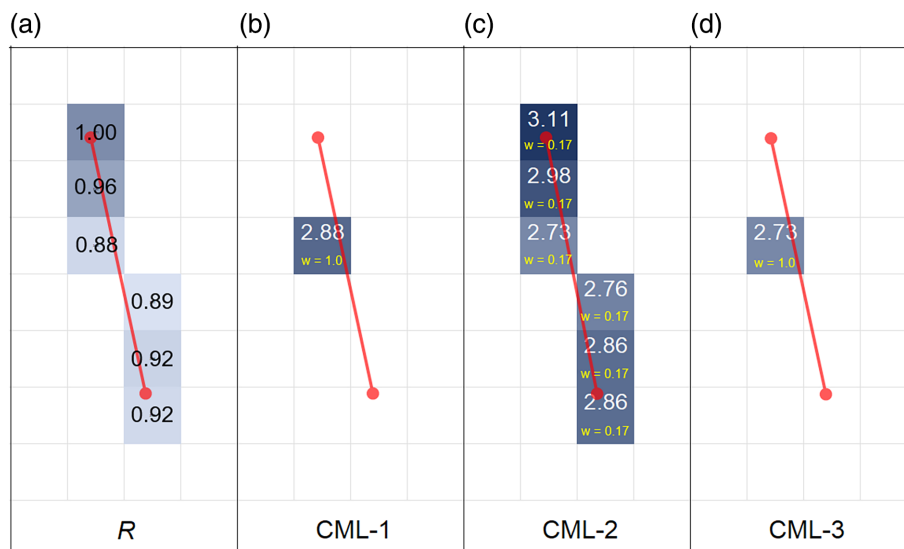 (a)
1.00
0.96
0.88
0.89
0.92
0.92
R
(b)
2.88
w = 1.0
CML-1
(c)
3.11
w = 0.17
2.98
w = 0.17
2.73
w = 0.17
2.76
w = 0.17
2.86
w = 0.17
2.86
w = 0.17
CML-2
(d)
2.73
w = 1.0
CML-3